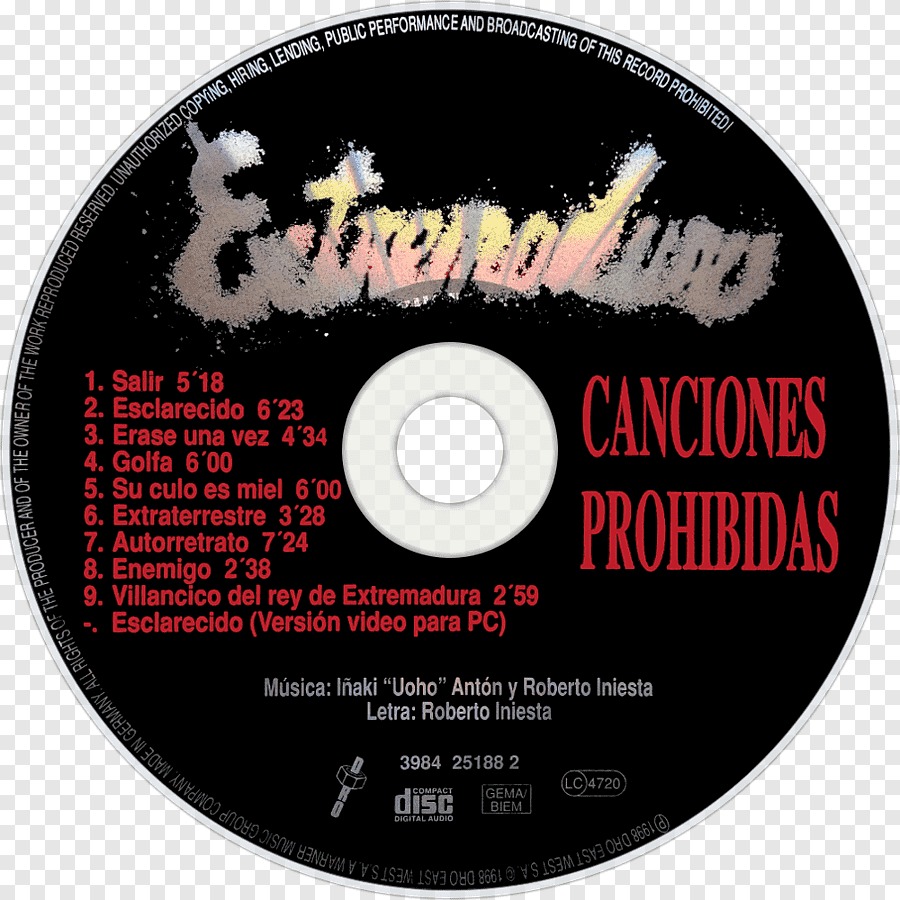 UNAUTHORIZED COPYING, HIRING, LENDING, PUBLIC PERFORMANCE AND BROADCASTING OF THIS RECORD PROHIBITED!
Extremoduro
1. Salir 5´18
2. Esclarecido 6´23
3. Erase una vez 4´34
4. Golfa 6´00
5. Su culo es miel 6´00
6. Extraterrestre 3´28
7. Autorretrato 7´24
8. Enemigo 2´38
9. Villancico del rey de Extremadura 2´59
-. Esclarecido (Versión video para PC)
CANCIONES
PROHIBIDAS
Música: Iñaki “Uoho” Antón y Roberto Iniesta
Letra: Roberto Iniesta
3984 25188 2
COMPACT
disc
DIGITAL AUDIO
GEMA/
BIEM
LC 4720
Ⓟ 1998 DRO EAST WEST S.A. © 1998 DRO EAST WEST S.A. A WARNER MUSIC GROUP COMPANY. MADE IN GERMANY. ALL RIGHTS OF THE PRODUCER AND OF THE OWNER OF THE WORK REPRODUCED RESERVED.